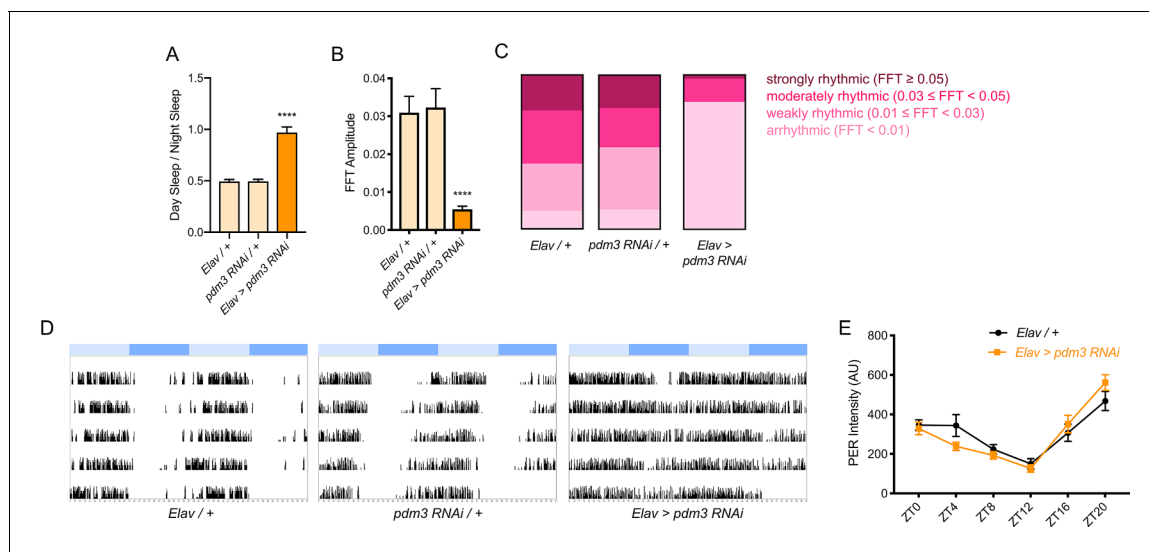 A
Day Sleep / Night Sleep
1.5
1.0
0.5
0.0
****
Elav / +
pdm3 RNAi / +
Elav > pdm3 RNAi
B
FFT Amplitude
0.04
0.03
0.02
0.01
0.00
****
Elav / +
pdm3 RNAi / +
Elav > pdm3 RNAi
C
Elav / +
pdm3 RNAi / +
Elav >
pdm3 RNAi
strongly rhythmic (FFT ≥ 0.05)
moderately rhythmic (0.03 ≤ FFT < 0.05)
weakly rhythmic (0.01 ≤ FFT < 0.03)
arrhythmic (FFT < 0.01)
D
Elav / +
pdm3 RNAi / +
Elav > pdm3 RNAi
E
PER Intensity (AU)
800
600
400
200
0
Elav / +
Elav > pdm3 RNAi
ZT0
ZT4
ZT8
ZT12
ZT16
ZT20